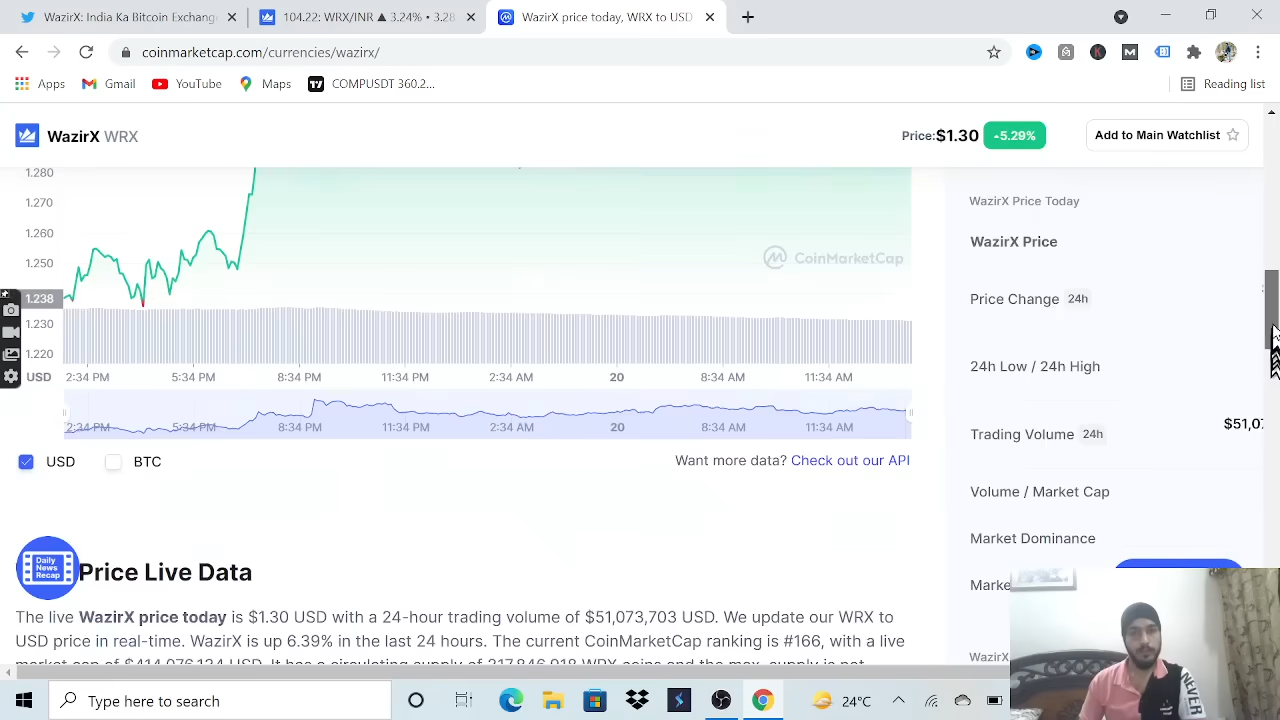 WazirX: India Ka Bitcoin Exchang
104.22 WRX/INR ▲ 3.24% • 3.28
WazirX price today, WRX to USD
coinmarketcap.com/currencies/wazirx/
Apps
Gmail
YouTube
Maps
COMPUSDT 360.2...
Reading list
WazirX WRX
Price:$1.30
5.29%
Add to Main Watchlist
1.280
1.270
1.260
1.250
1.238
1.230
1.220
CoinMarketCap
USD
2:34 PM 5:34 PM 8:34 PM 11:34 PM 2:34 AM 20 8:34 AM 11:34 AM
2:34 PM 5:34 PM 8:34 PM 11:34 PM 2:34 AM 20 8:34 AM 11:34 AM
USD BTC
Want more data? Check out our API
WazirX Price Today
WazirX Price
Price Change 24h
24h Low / 24h High
Trading Volume 24h
$51,07
Volume / Market Cap
Market Dominance
Marke
WazirX
Daily
News
Recap
Price Live Data
The live WazirX price today is $1.30 USD with a 24-hour trading volume of $51,073,703 USD. We update our WRX to
USD price in real-time. WazirX is up 6.39% in the last 24 hours. The current CoinMarketCap ranking is #166, with a live
NEVER
Type here to search
24°C